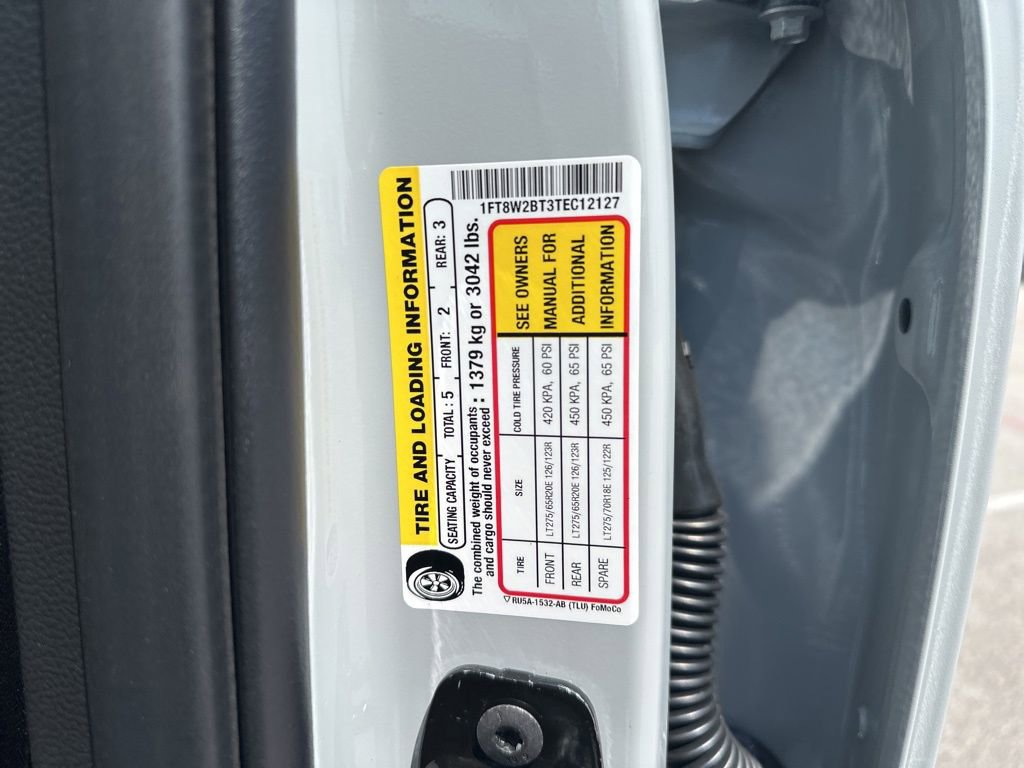 TIRE AND LOADING INFORMATION
SEATING CAPACITY TOTAL : 5 FRONT: 2 REAR: 3
The combined weight of occupants and cargo should never exceed : 1379 kg or 3042 lbs.
1FT8W2BT3TEC12127
TIRE SIZE COLD TIRE PRESSURE
FRONT LT275/65R20E 126/123R 420 KPA, 60 PSI
REAR LT275/65R20E 126/123R 450 KPA, 65 PSI
SPARE LT275/70R18E 125/122R 450 KPA, 65 PSI
SEE OWNERS
MANUAL FOR
ADDITIONAL
INFORMATION
▽ RU5A-1532-AB (TLU) FoMoCo